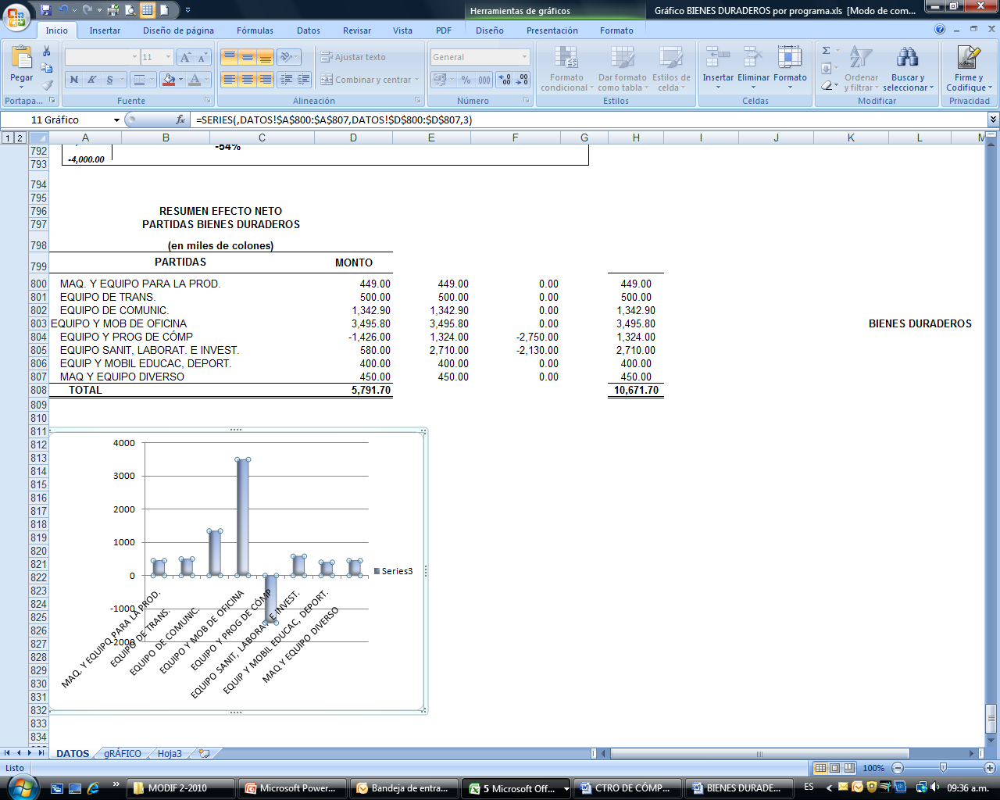 Herramientas de gráficos
Gráfico BIENES DURADEROS por programa.xls [Modo de com...
Inicio Insertar Diseño de página Fórmulas Datos Revisar Vista PDF Diseño Presentación Formato
Pegar
Portapa...
11
N K S
Fuente
Ajustar texto
Combinar y centrar
Alineación
General
% 000
Número
Formato condicional
Dar formato como tabla
Estilos de celda
Estilos
Insertar Eliminar Formato
Celdas
Ordenar y filtrar
Buscar y seleccionar
Modificar
Firme y Codifique
Privacidad
11 Gráfico fx =SERIES(,DATOS!$A$800:$A$807,DATOS!$D$800:$D$807,3)
1 2 A B C D E F G H I J K L M
792 -54%
793 -4,000.00
794
795
796 RESUMEN EFECTO NETO
797 PARTIDAS BIENES DURADEROS
798 (en miles de colones)
799 PARTIDAS MONTO
800 MAQ. Y EQUIPO PARA LA PROD. 449.00 449.00 0.00 449.00
801 EQUIPO DE TRANS. 500.00 500.00 0.00 500.00
802 EQUIPO DE COMUNIC. 1,342.90 1,342.90 0.00 1,342.90
803 EQUIPO Y MOB DE OFICINA 3,495.80 3,495.80 0.00 3,495.80 BIENES DURADEROS
804 EQUIPO Y PROG DE CÓMP -1,426.00 1,324.00 -2,750.00 1,324.00
805 EQUIPO SANIT, LABORAT. E INVEST. 580.00 2,710.00 -2,130.00 2,710.00
806 EQUIP Y MOBIL EDUCAC, DEPORT. 400.00 400.00 0.00 400.00
807 MAQ Y EQUIPO DIVERSO 450.00 450.00 0.00 450.00
808 TOTAL 5,791.70 10,671.70
809
810
811
812
813
814
815
816
817
818
819
820
821
822
823
824
825
826
827
828
829
830
831
832
833
834
4000
3000
2000
1000
0
-1000
-2000
MAQ. Y EQUIPO PARA LA PROD.
EQUIPO DE TRANS.
EQUIPO DE COMUNIC.
EQUIPO Y MOB DE OFICINA
EQUIPO Y PROG DE CÓMP
EQUIPO SANIT, LABORAT. E INVEST.
EQUIP Y MOBIL EDUCAC, DEPORT.
MAQ Y EQUIPO DIVERSO
Series3
DATOS gRÁFICO Hoja3
Listo 100%
MODIF 2-2010 Microsoft Power... Bandeja de entra... 5 Microsoft Off... CTRO DE CÓMP... BIENES DURADE... ES 09:36 a.m.